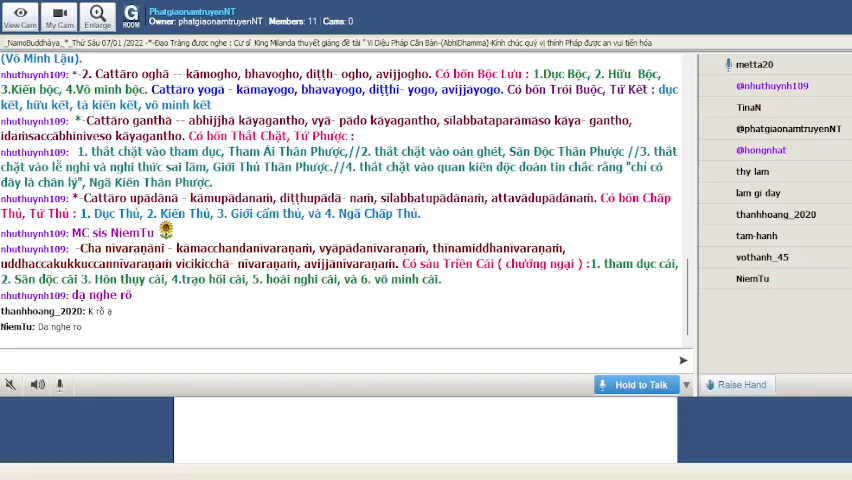 PhatgiaonamtruyenNT
Owner: phatgiaonamtruyenNT | Members: 11 | Cams: 0
View Cam
My Cam
Enlarge
G ROOM
_NamoBuddhàya_*_Thứ Sáu 07/01 /2022 -*-Đạo Tràng được nghe : Cư sĩ King Milanda thuyết giảng đề tài " Vi Diệu Pháp Căn Bản-(AbhiDhamma)-Kính chúc quý vị thính Pháp được an vui tiến hóa
(Vô Minh Lậu).
nhuthuynh109: *-2. Cattāro oghā -- kāmogho, bhavogho, diṭṭh- ogho, avijjogho. Có bốn Bộc Lưu : 1.Dục Bộc, 2. Hữu Bộc,
3.Kiến bộc, 4.Vô minh bộc. Cattāro yogā - kāmayogo, bhavayogo, diṭṭhi- yogo, avijjāyogo. Có bốn Trói Buộc, Tứ Kết : dục
kết, hữu kết, tà kiến kết, vô minh kết
nhuthuynh109: *-Cattāro ganthā -- abhijjhā kāyagantho, vyā- pādo kāyagantho, sīlabbataparāmāso kāya- gantho,
idaṁsaccābhiniveso kāyagantho. Có bốn Thắt Chặt, Tứ Phược :
nhuthuynh109: 1. thắt chặt vào tham dục, Tham Ái Thân Phược,//2. thắt chặt vào oán ghét, Sân Độc Thân Phược //3. thắt
chặt vào lễ nghi và nghi thức sai lầm, Giới Thủ Thân Phược.//4. thắt chặt vào quan kiến độc đoán tin chắc rằng "chỉ có
đây là chân lý", Ngã Kiến Thân Phược.
nhuthuynh109: *-Cattāro upādānā - kāmupādanaṁ, diṭṭhupādā- naṁ, sīlabbatupādānaṁ, attavādupādānaṁ. Có bốn Chấp
Thủ, Tứ Thủ : 1. Dục Thủ, 2. Kiến Thủ, 3. Giới cấm thủ, và 4. Ngã Chấp Thủ.
nhuthuynh109: MC sis NiemTu
nhuthuynh109: -Cha nīvaraṇāni - kāmacchandanīvaraṇaṁ, vyāpādanīvaraṇaṁ, thīnamiddhanīvaraṇaṁ,
uddhaccakukkuccannīvaraṇaṁ vicikicchā- nīvaraṇaṁ, avijjānīvaraṇaṁ. Có sáu Triền Cái ( chướng ngại ) :1. tham dục cái,
2. Sân độc cái 3. Hôn thụy cái, 4.trạo hối cái, 5. hoài nghi cái, và 6. vô minh cái.
nhuthuynh109: dạ nghe rõ
thanhhoang_2020: K rõ ạ
NiemTu: Da nghe ro
Hold to Talk
Raise Hand
metta20
@nhuthuynh109
TinaN
@phatgiaonamtruyenNT
@hongnhat
thy lam
lam gi day
thanhhoang_2020
tam-hanh
vothanh_45
NiemTu